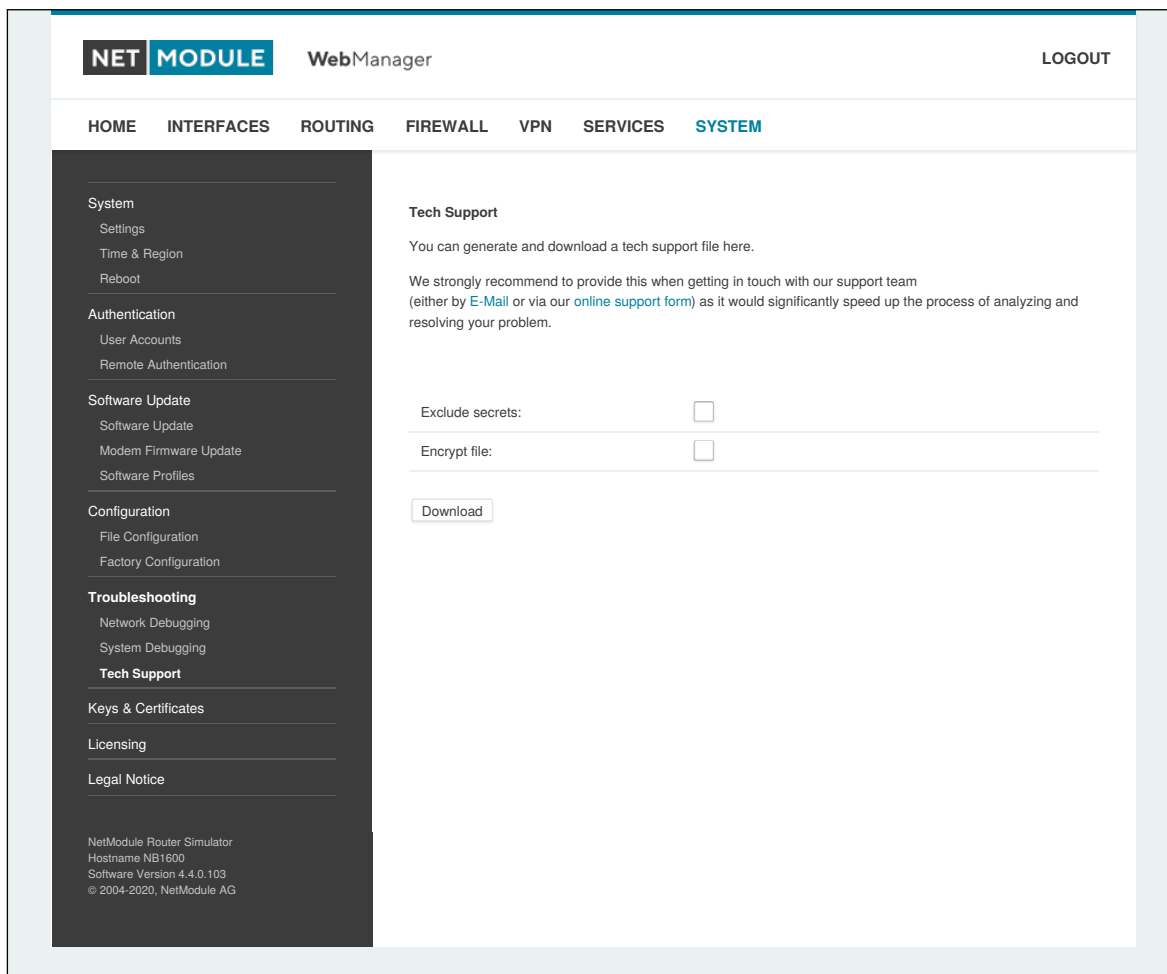 NET MODULE WebManager LOGOUT
HOME INTERFACES ROUTING FIREWALL VPN SERVICES SYSTEM
System
Settings
Time & Region
Reboot
Authentication
User Accounts
Remote Authentication
Software Update
Software Update
Modem Firmware Update
Software Profiles
Configuration
File Configuration
Factory Configuration
Troubleshooting
Network Debugging
System Debugging
Tech Support
Keys & Certificates
Licensing
Legal Notice
NetModule Router Simulator
Hostname NB1600
Software Version 4.4.0.103
© 2004-2020, NetModule AG
Tech Support
You can generate and download a tech support file here.
We strongly recommend to provide this when getting in touch with our support team
(either by E-Mail or via our online support form) as it would significantly speed up the process of analyzing and
resolving your problem.
Exclude secrets:
Encrypt file:
Download